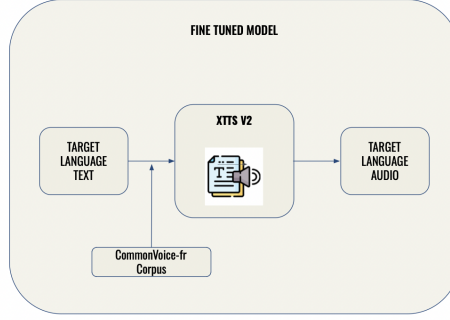 FINE TUNED MODEL
XTTS V2
TARGET
LANGUAGE
TEXT
T
TARGET
LANGUAGE
AUDIO
CommonVoice-fr
Corpus